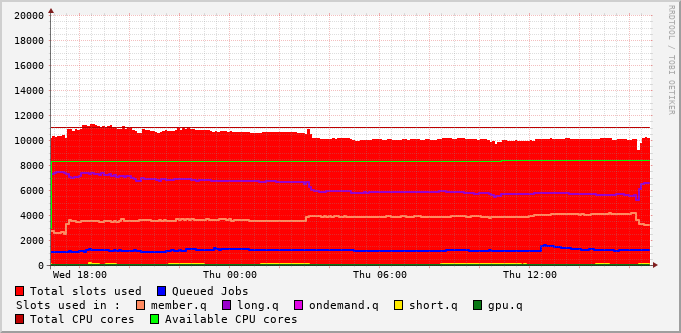 20000
18000
16000
14000
12000
10000
8000
6000
4000
2000
0
Wed 18:00 Thu 00:00 Thu 06:00 Thu 12:00
RRDTOOL / TOBI OETIKER
Total slots used Queued Jobs
Slots used in : member.q long.q ondemand.q short.q gpu.q
Total CPU cores Available CPU cores